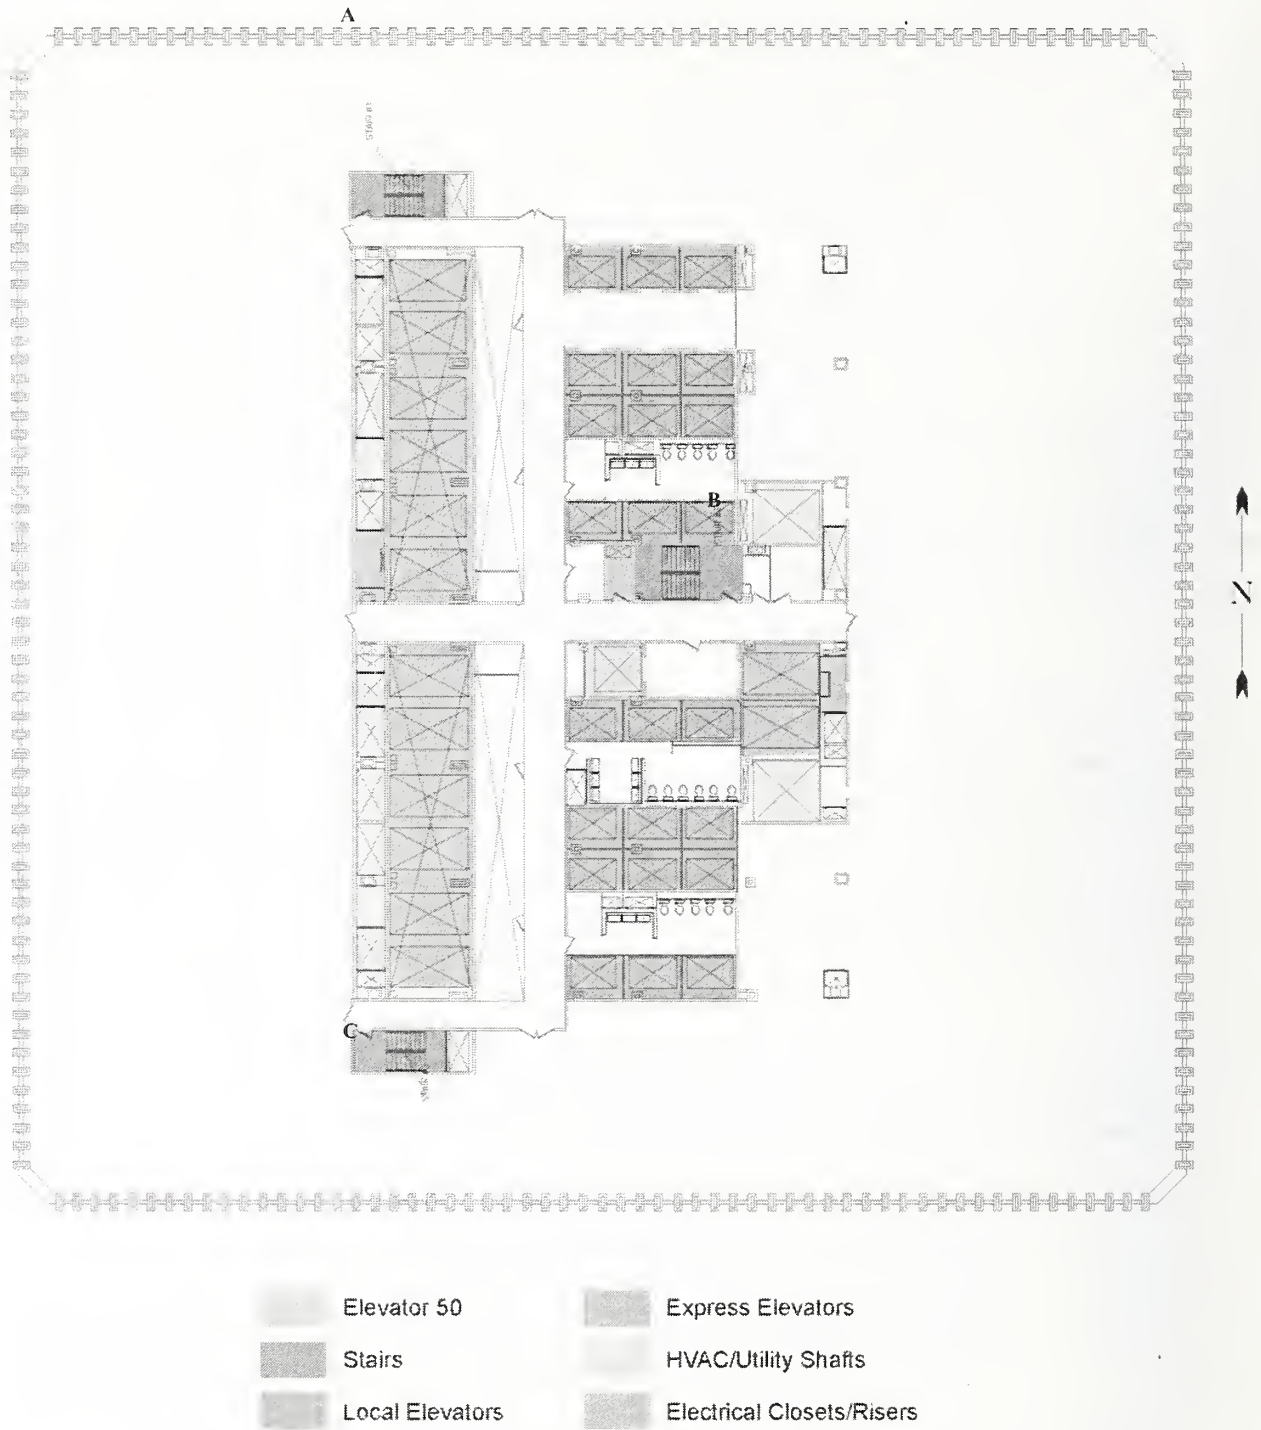 A
B
N
C
Elevator 50
Express Elevators
Stairs
HVAC/Utility Shafts
Local Elevators
Electrical Closets/Risers